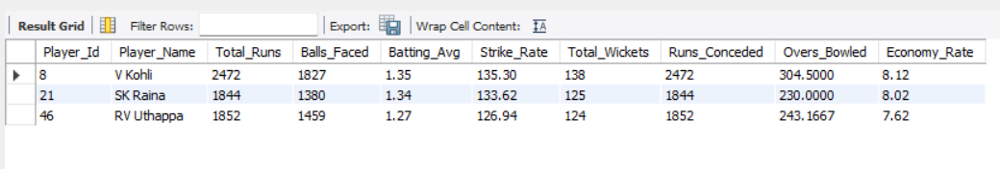 Result Grid Filter Rows: Export: Wrap Cell Content: IA
Player_Id Player_Name Total_Runs Balls_Faced Batting_Avg Strike_Rate Total_Wickets Runs_Conceded Overs_Bowled Economy_Rate
8 V Kohli 2472 1827 1.35 135.30 138 2472 304.5000 8.12
21 SK Raina 1844 1380 1.34 133.62 125 1844 230.0000 8.02
46 RV Uthappa 1852 1459 1.27 126.94 124 1852 243.1667 7.62